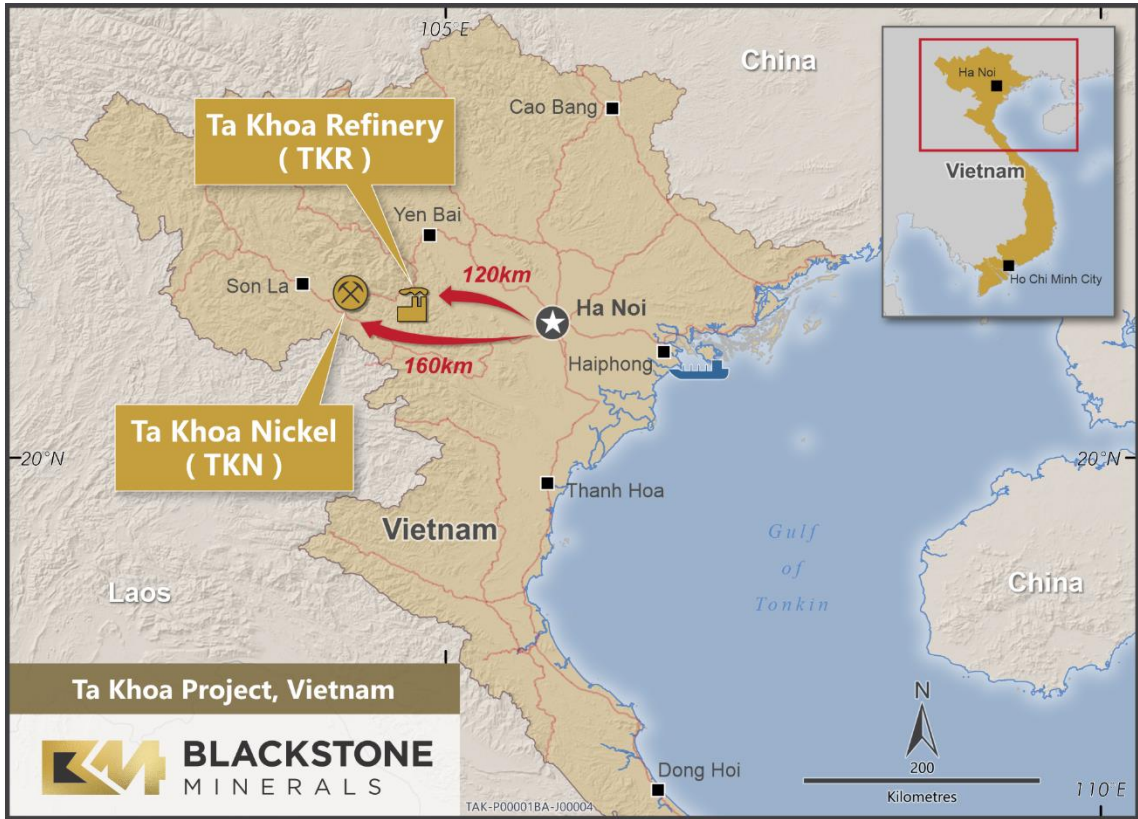 105°E
China
Cao Bang
Ta Khoa Refinery
( TKR )
Yen Bai
Son La
120km
Ha Noi
160km
Haiphong
Ta Khoa Nickel
( TKN )
20°N
20°N
Thanh Hoa
Vietnam
Gulf
of
Tonkin
China
Laos
Dong Hoi
Ha Noi
Vietnam
Ho Chi Minh City
N
200
Kilometres
110°E
Ta Khoa Project, Vietnam
BM BLACKSTONE
MINERALS
TAK-P00001BA-J00004